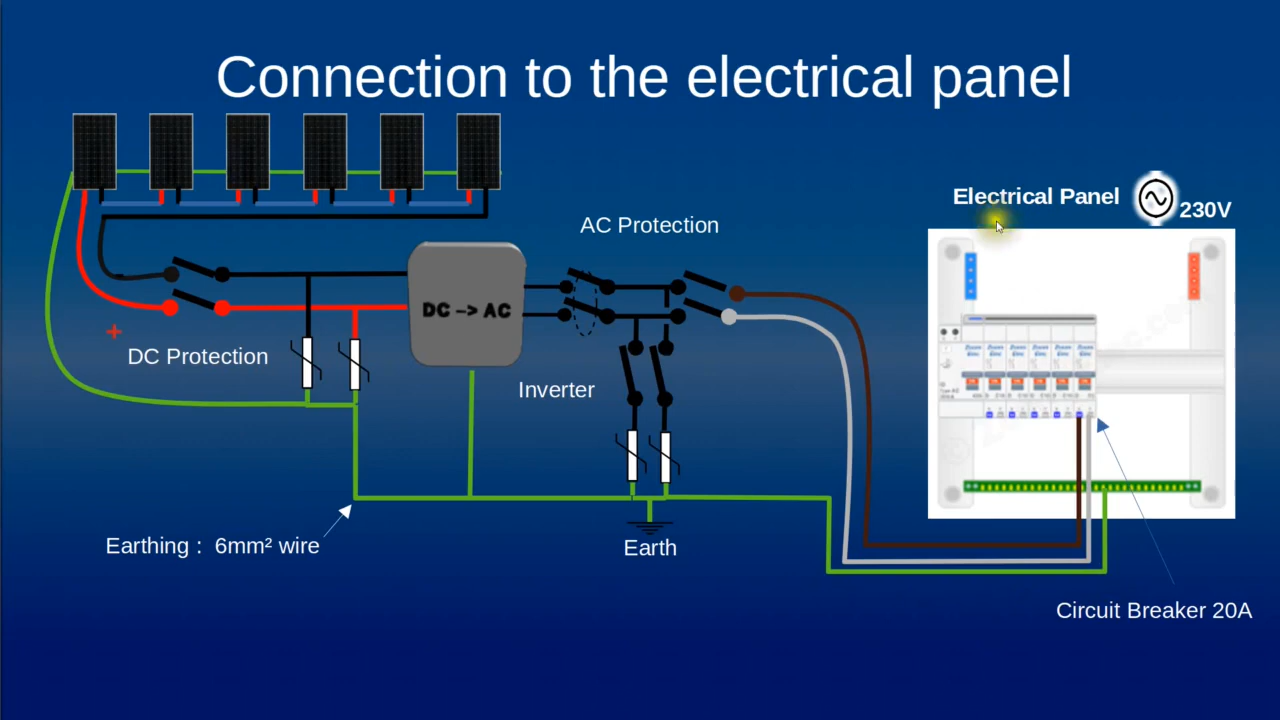 Connection to the electrical panel
Electrical Panel
230V
AC Protection
DC -> AC
+
DC Protection
Inverter
Earthing : 6mm² wire
Earth
Circuit Breaker 20A